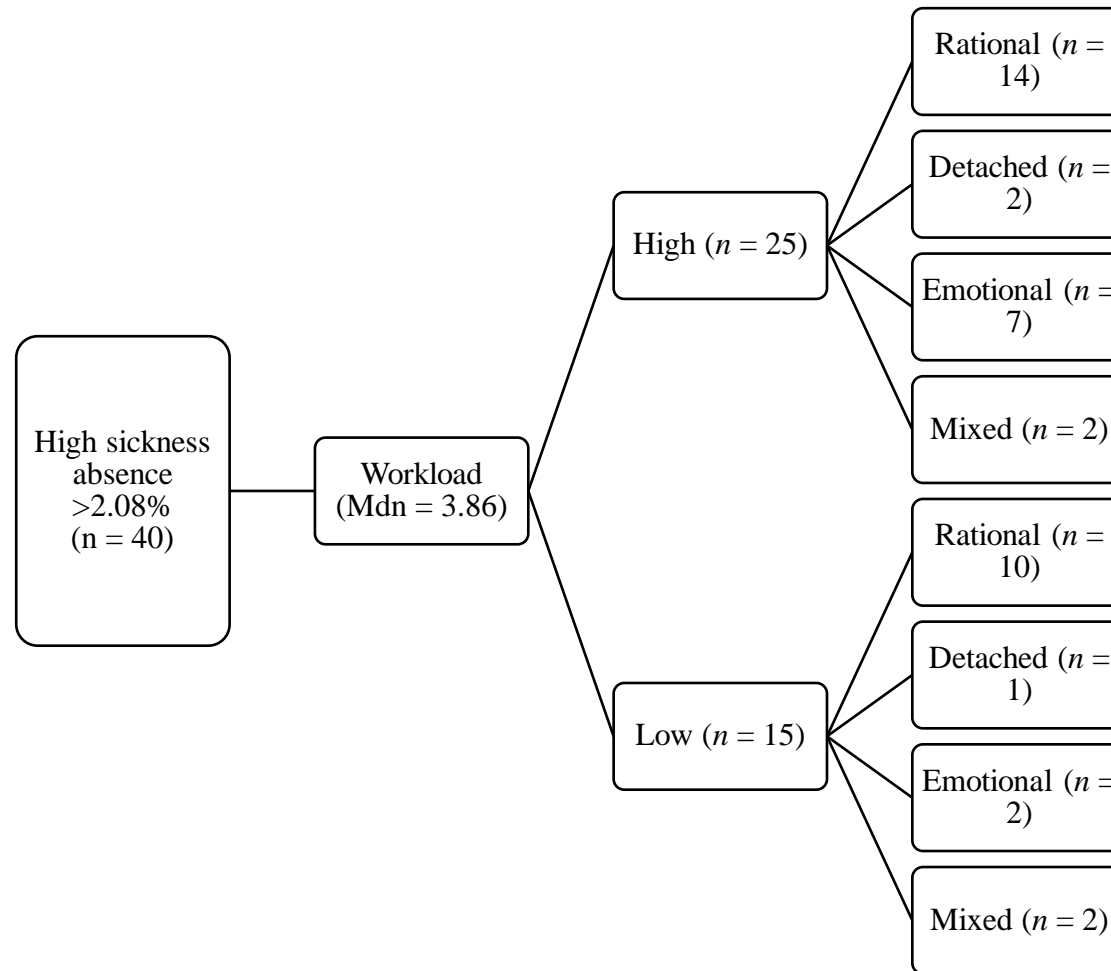 High sickness
absence
>2.08%
(n = 40)
Workload
(Mdn = 3.86)
High (n = 25)
Rational (n =
14)
Detached (n =
2)
Emotional (n =
7)
Mixed (n = 2)
Low (n = 15)
Rational (n =
10)
Detached (n =
1)
Emotional (n =
2)
Mixed (n = 2)